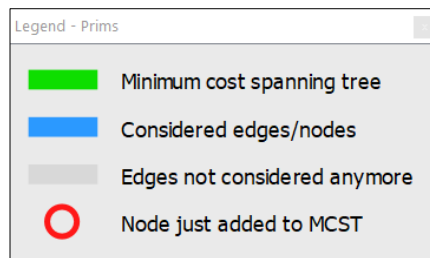 Legend - Prims
Minimum cost spanning tree
Considered edges/nodes
Edges not considered anymore
Node just added to MCST